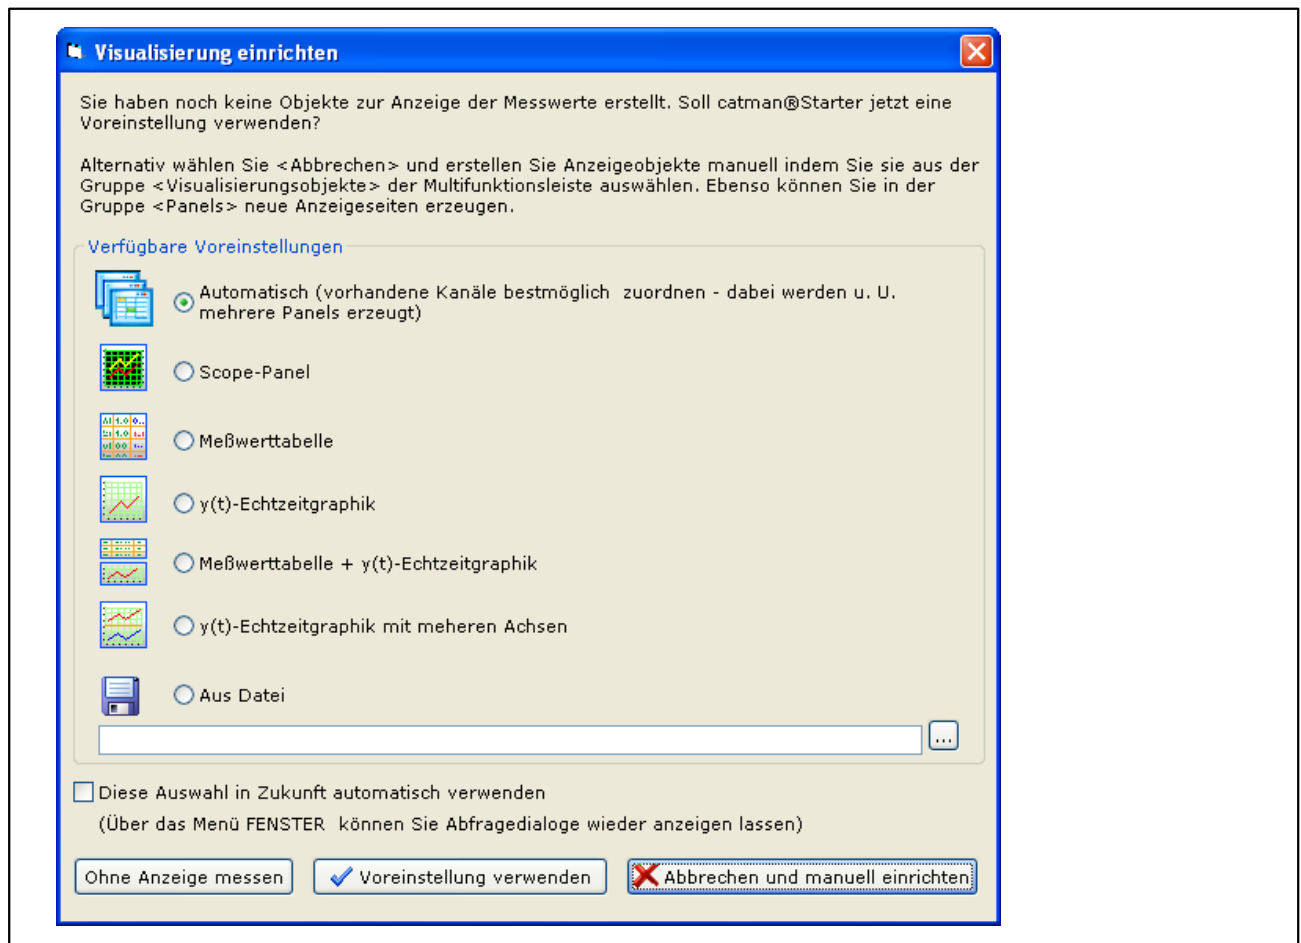 Visualisierung einrichten
Sie haben noch keine Objekte zur Anzeige der Messwerte erstellt. Soll catman®Starter jetzt eine
Voreinstellung verwenden?
Alternativ wählen Sie <Abbrechen> und erstellen Sie Anzeigeobjekte manuell indem Sie sie aus der
Gruppe <Visualisierungsobjekte> der Multifunktionsleiste auswählen. Ebenso können Sie in der
Gruppe <Panels> neue Anzeigeseiten erzeugen.
Verfügbare Voreinstellungen
Automatisch (vorhandene Kanäle bestmöglich  zuordnen - dabei werden u. U.
mehrere Panels erzeugt)
Scope-Panel
Meßwerttabelle
y(t)-Echtzeitgraphik
Meßwerttabelle + y(t)-Echtzeitgraphik
y(t)-Echtzeitgraphik mit meheren Achsen
Aus Datei
...
Diese Auswahl in Zukunft automatisch verwenden
(Über das Menü FENSTER  können Sie Abfragedialoge wieder anzeigen lassen)
Ohne Anzeige messen
Voreinstellung verwenden
Abbrechen und manuell einrichten